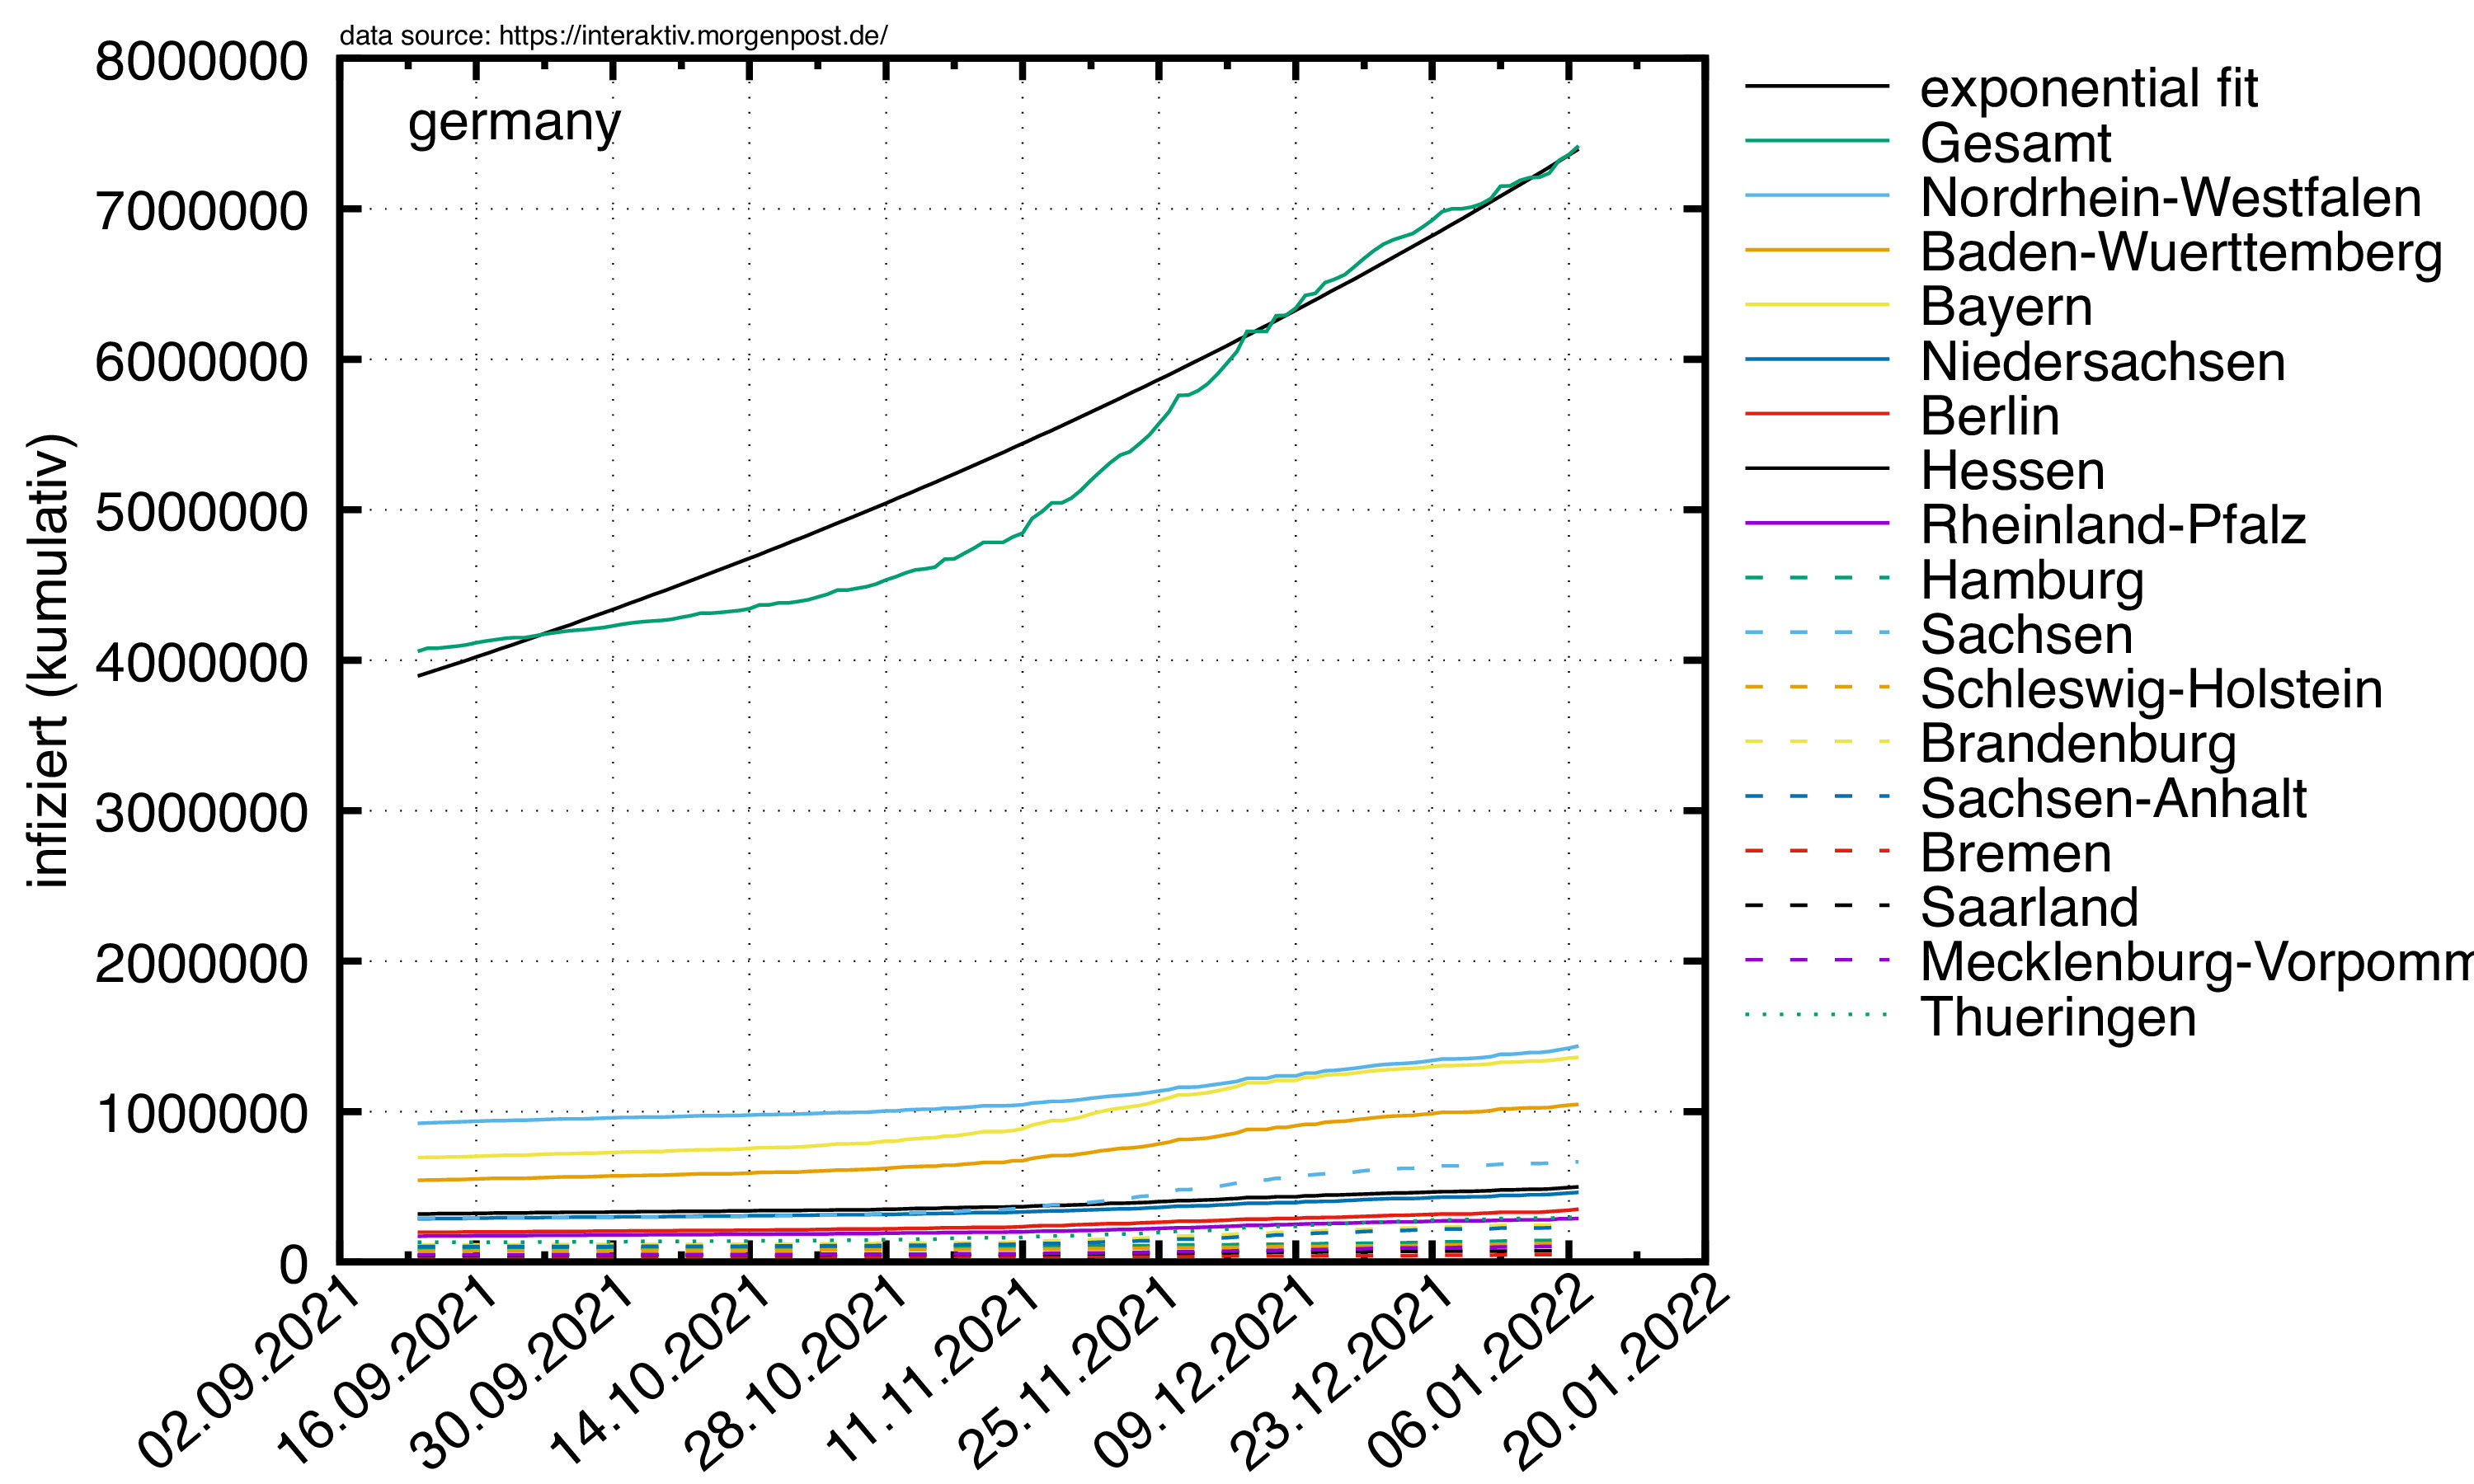 data source: https://interaktiv.morgenpost.de/
germany
infiziert (kumulativ)
8000000
7000000
6000000
5000000
4000000
3000000
2000000
1000000
0
02.09.2021
16.09.2021
30.09.2021
14.10.2021
28.10.2021
11.11.2021
25.11.2021
09.12.2021
23.12.2021
06.01.2022
20.01.2022
exponential fit
Gesamt
Nordrhein-Westfalen
Baden-Wuerttemberg
Bayern
Niedersachsen
Berlin
Hessen
Rheinland-Pfalz
Hamburg
Sachsen
Schleswig-Holstein
Brandenburg
Sachsen-Anhalt
Bremen
Saarland
Mecklenburg-Vorpomm
Thueringen